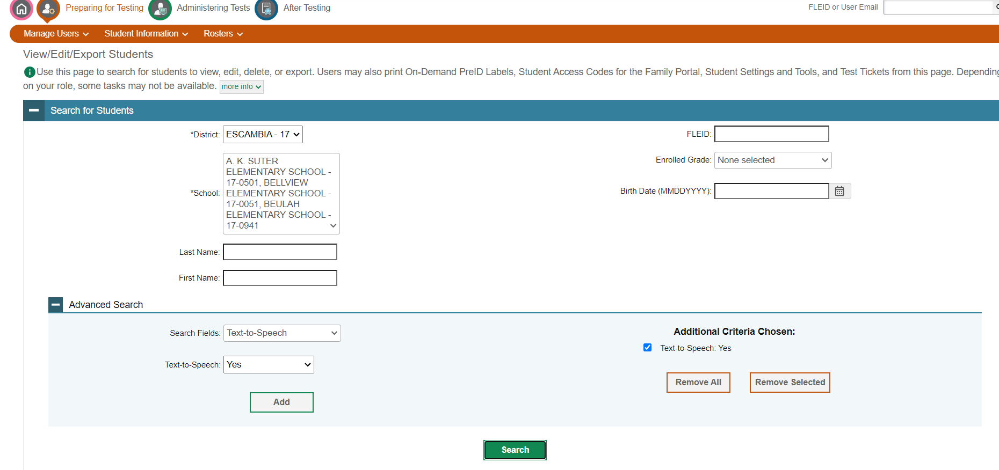 Preparing for Testing
Administering Tests
After Testing
FLEID or User Email
Manage Users
Student Information
Rosters
View/Edit/Export Students
Use this page to search for students to view, edit, delete, or export. Users may also print On-Demand PreID Labels, Student Access Codes for the Family Portal, Student Settings and Tools, and Test Tickets from this page. Depending
on your role, some tasks may not be available. more info
Search for Students
*District: ESCAMBIA - 17
*School:
A. K. SUTER
ELEMENTARY SCHOOL -
17-0501, BELLVIEW
ELEMENTARY SCHOOL -
17-0051, BEULAH
ELEMENTARY SCHOOL -
17-0941
Last Name:
First Name:
FLEID:
Enrolled Grade: None selected
Birth Date (MMDDYYYY):
Advanced Search
Search Fields: Text-to-Speech
Text-to-Speech: Yes
Add
Additional Criteria Chosen:
Text-to-Speech: Yes
Remove All
Remove Selected
Search